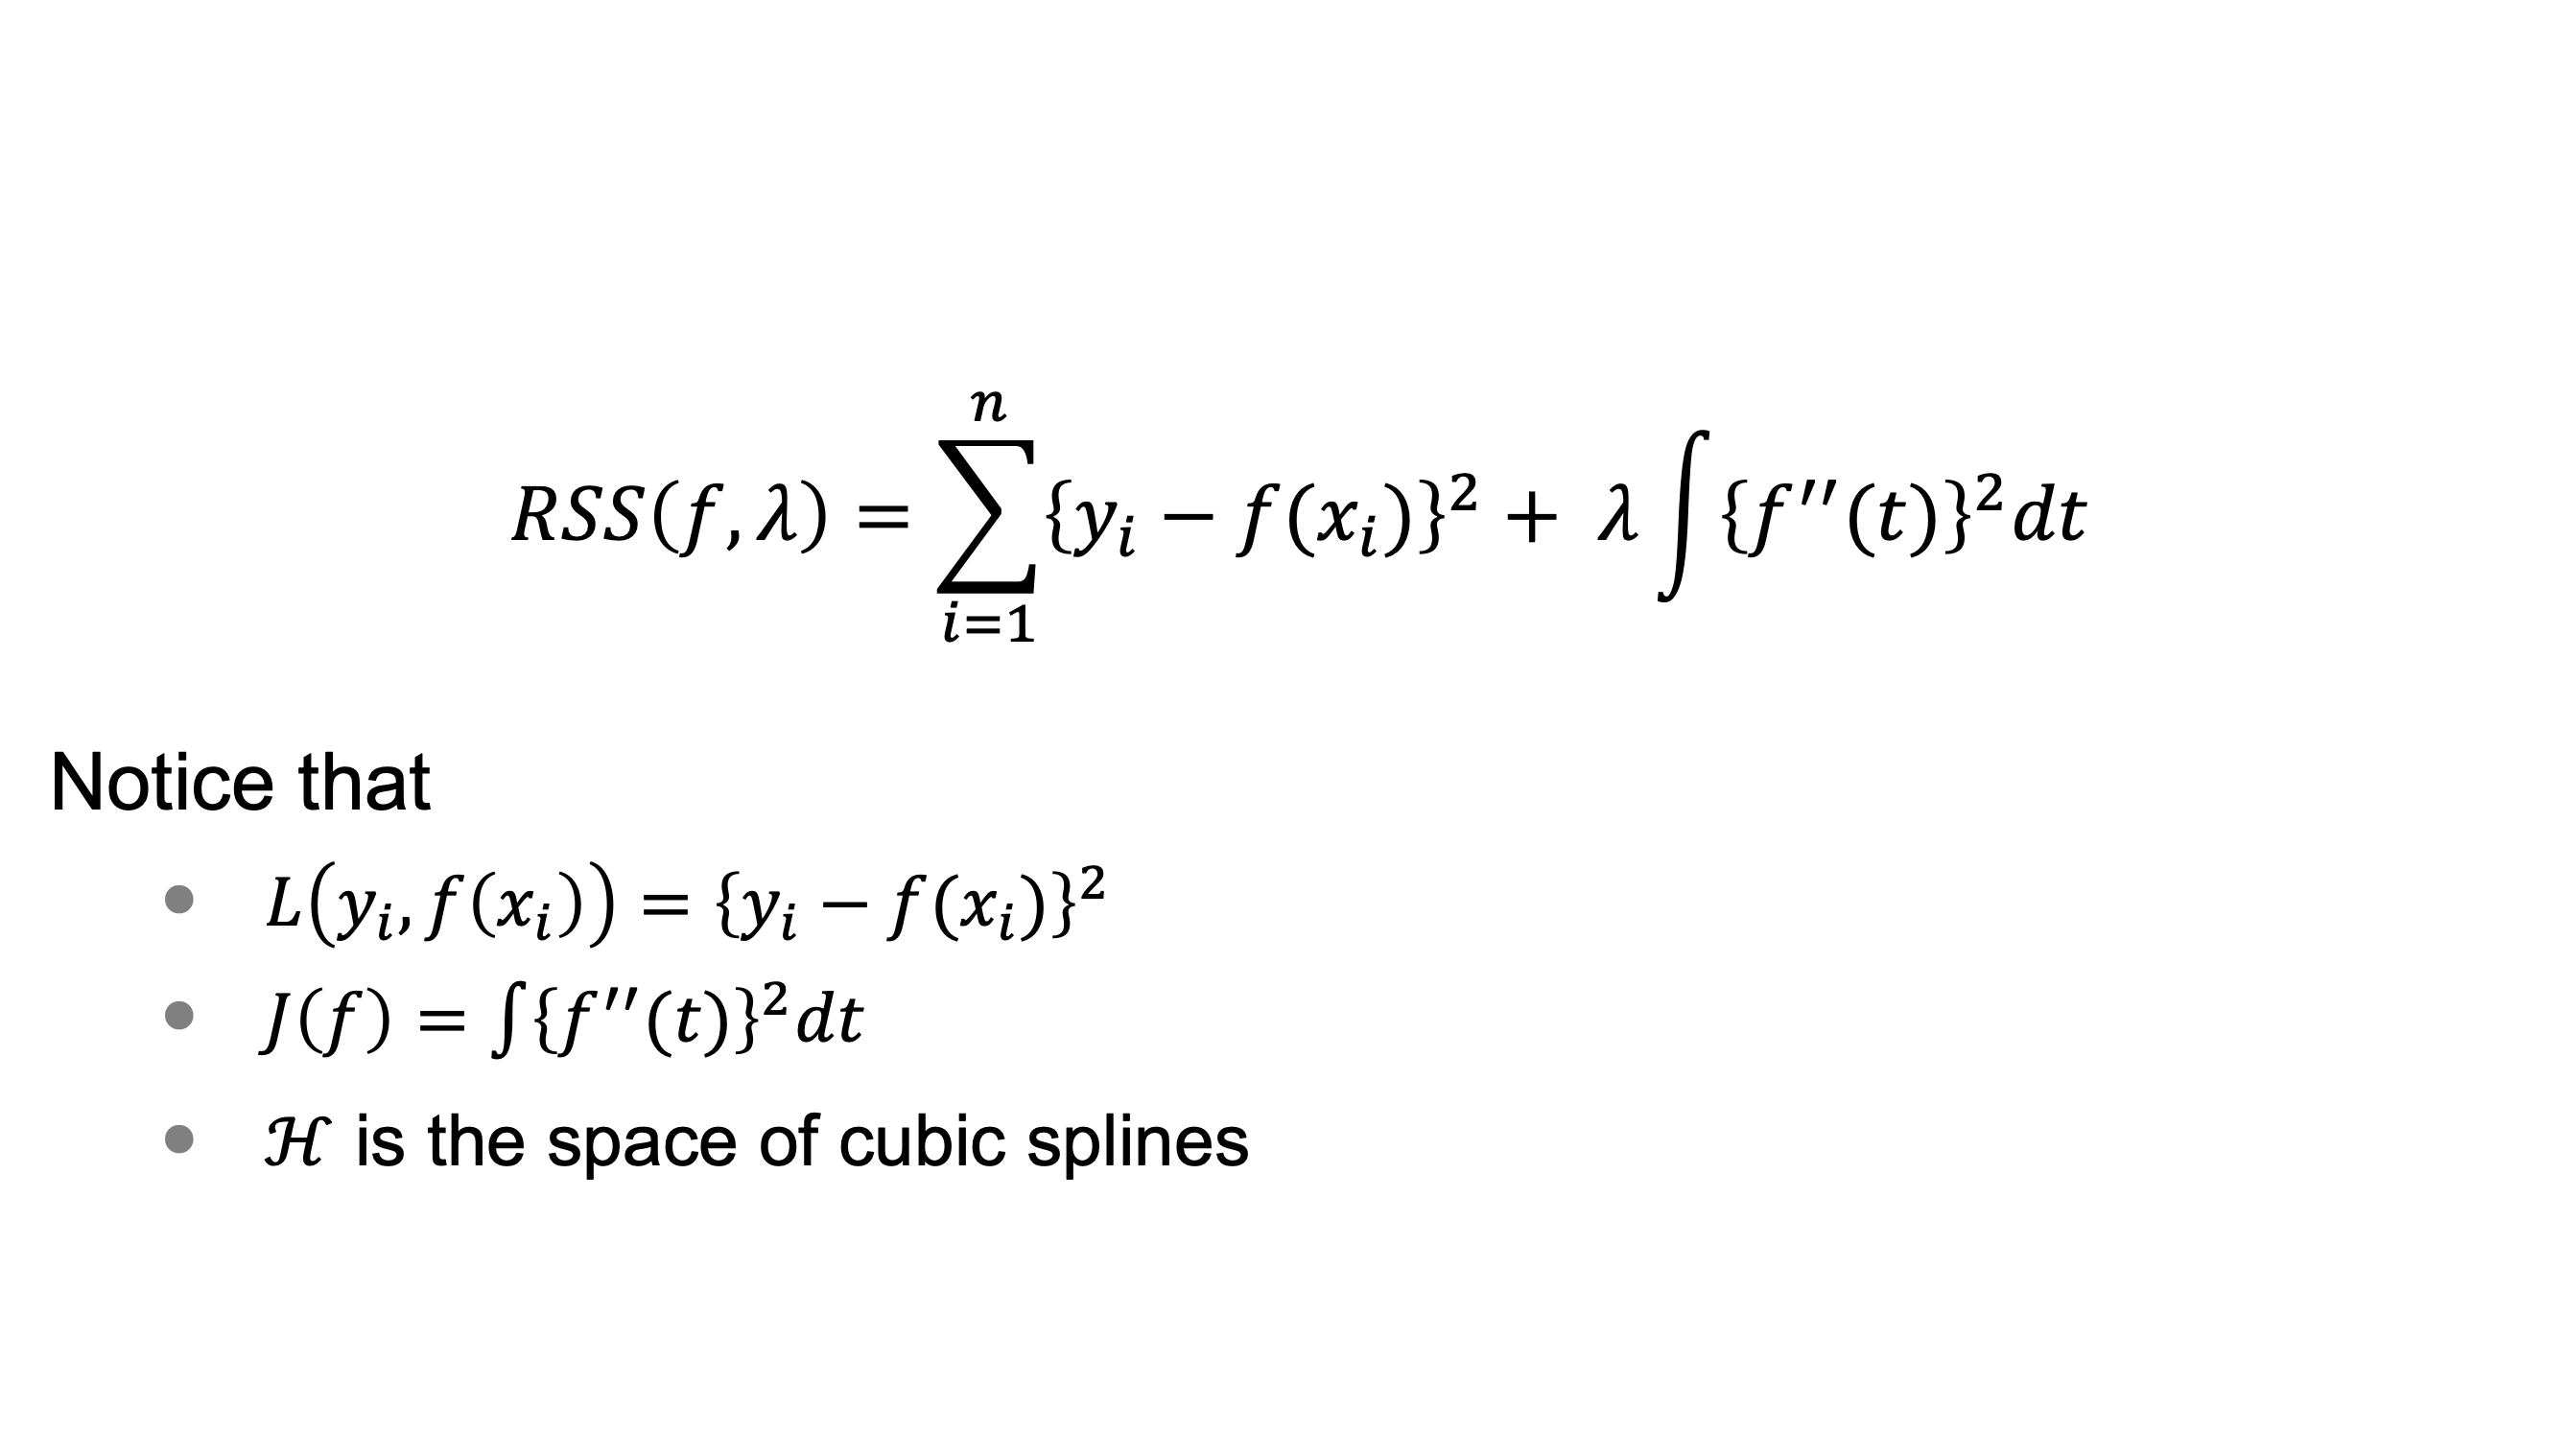 RSS(f, λ) = ∑_{i=1}^{n} {y_i − f(x_i)}² + λ ∫ {f′′(t)}² dt
Notice that
• L(y_i, f(x_i)) = {y_i − f(x_i)}²
• J(f) = ∫{f′′(t)}² dt
• ℋ is the space of cubic splines